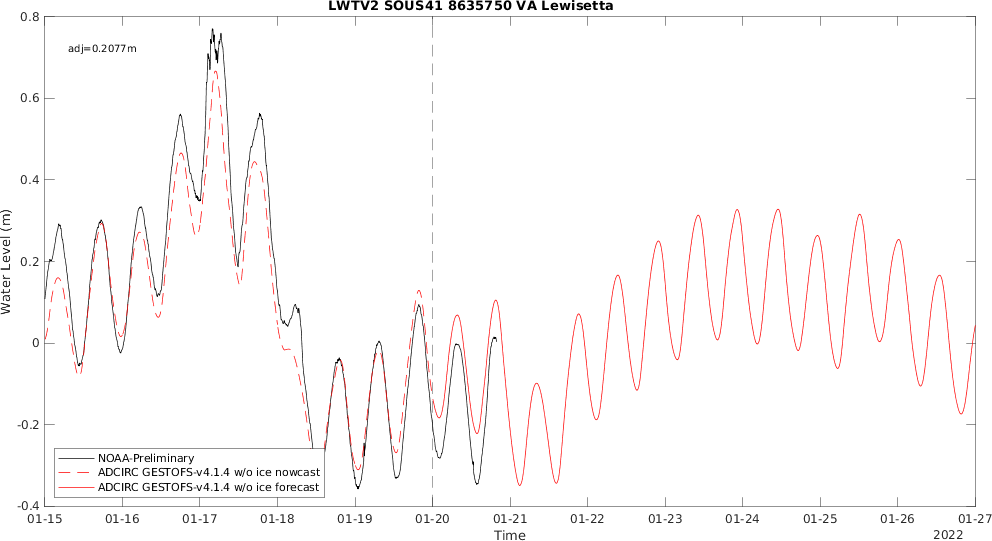 LWTV2 SOUS41 8635750 VA Lewisetta
adj=0.2077m
0.8
0.6
0.4
0.2
0
-0.2
-0.4
Water Level (m)
NOAA-Preliminary
ADCIRC GESTOFS-v4.1.4 w/o ice nowcast
ADCIRC GESTOFS-v4.1.4 w/o ice forecast
01-15 01-16 01-17 01-18 01-19 01-20 01-21 01-22 01-23 01-24 01-25 01-26 01-27
Time
2022